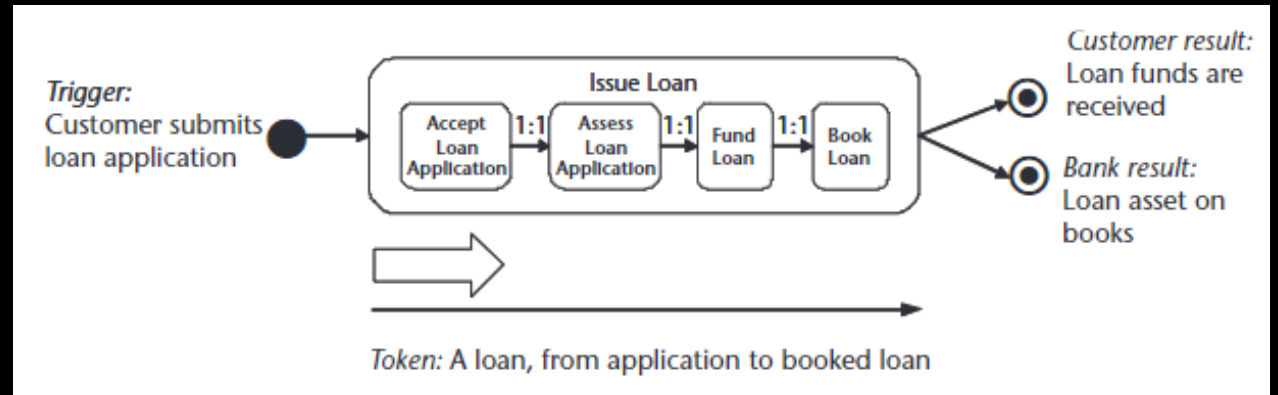 Trigger:
Customer submits
loan application
Issue Loan
Accept
Loan
Application
1:1
Assess
Loan
Application
1:1
Fund
Loan
1:1
Book
Loan
Customer result:
Loan funds are
received
Bank result:
Loan asset on
books
Token: A loan, from application to booked loan